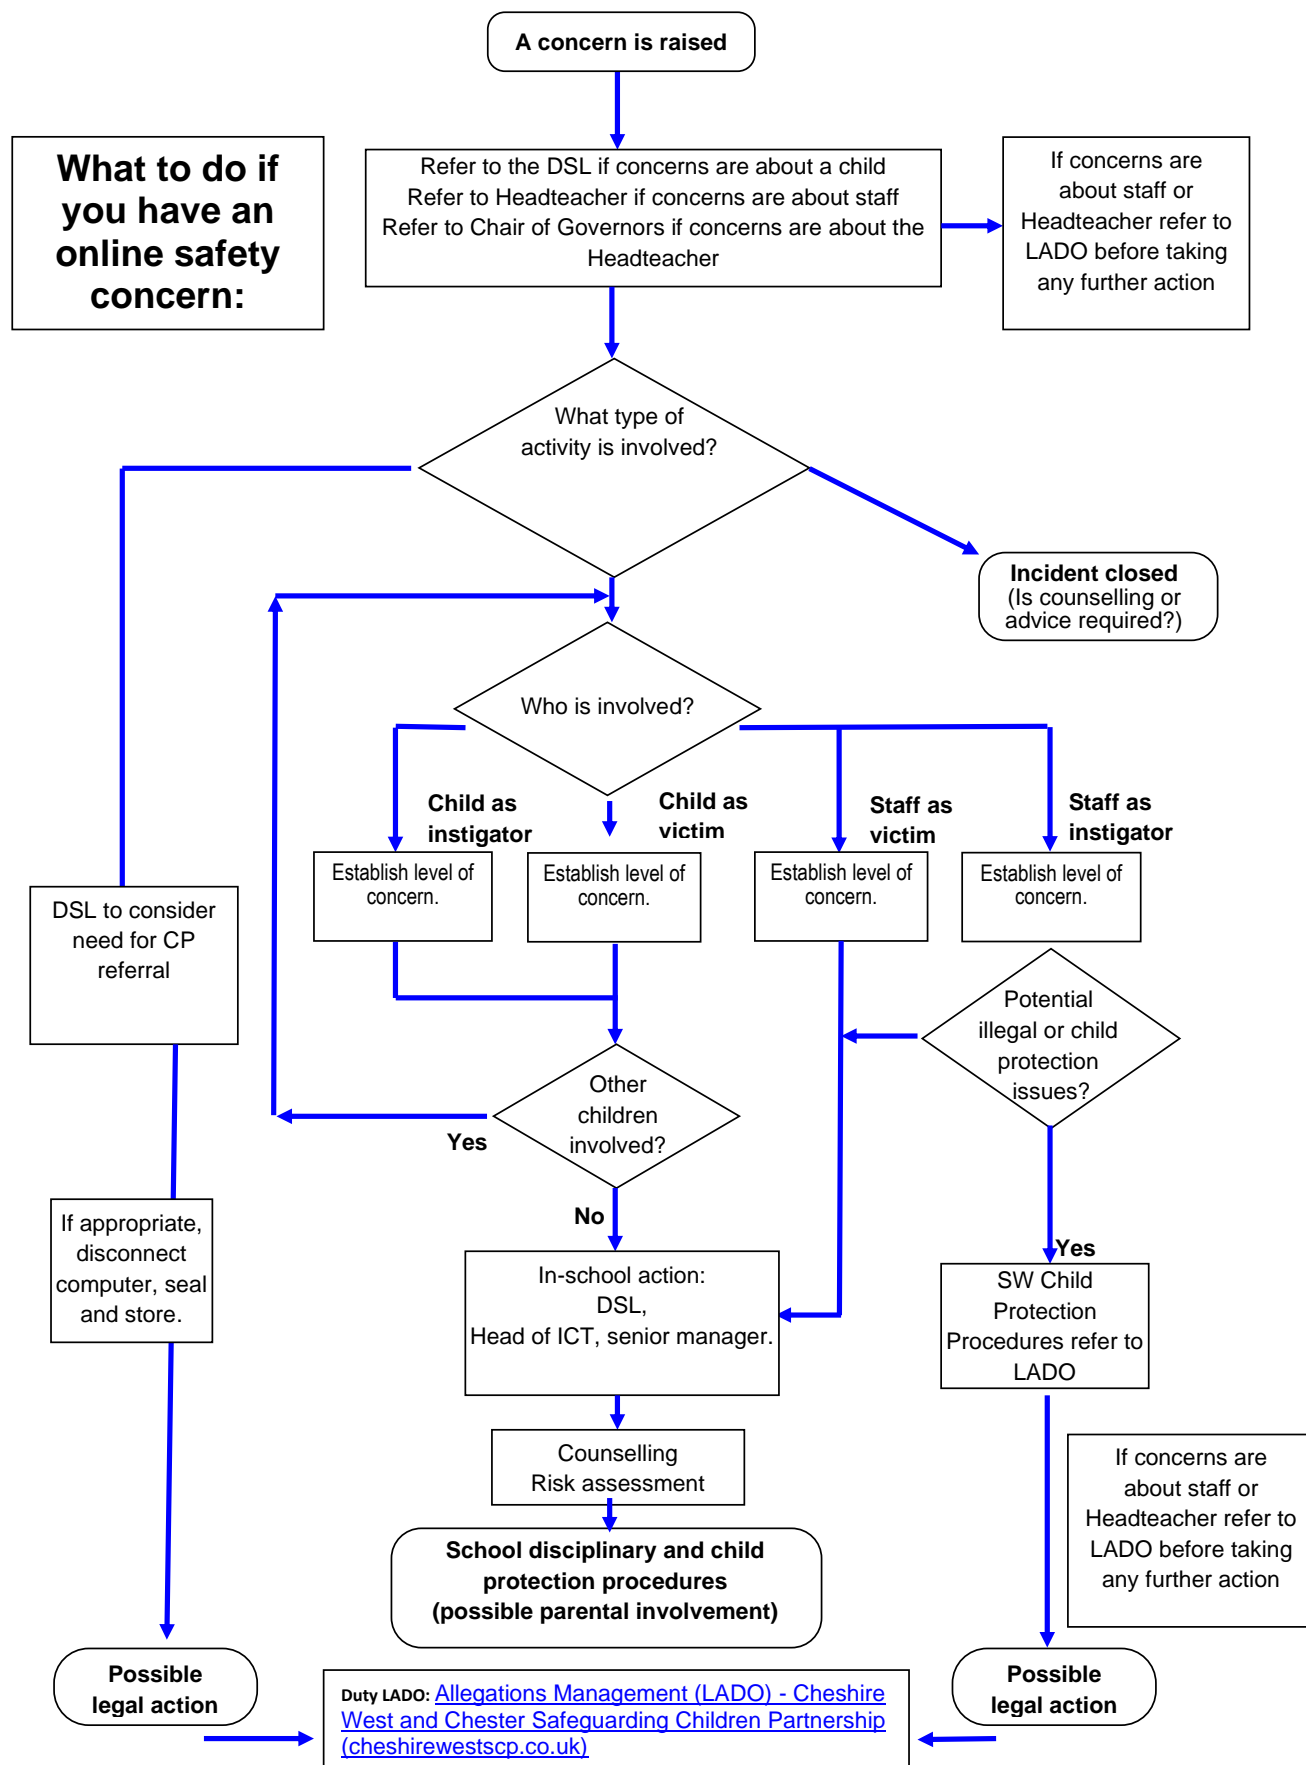 A concern is raised
What to do if
you have an
online safety
concern:
Refer to the DSL if concerns are about a child
Refer to Headteacher if concerns are about staff
Refer to Chair of Governors if concerns are about the
Headteacher
If concerns are
about staff or
Headteacher refer to
LADO before taking
any further action
What type of
activity is involved?
Incident closed
(Is counselling or
advice required?)
Who is involved?
Child as
instigator
Child as
victim
Staff as
victim
Staff as
instigator
Establish level of
concern.
Establish level of
concern.
Establish level of
concern.
Establish level of
concern.
DSL to consider
need for CP
referral
Potential
illegal or child
protection
issues?
Other
children
involved?
Yes
No
If appropriate,
disconnect
computer, seal
and store.
In-school action:
DSL,
Head of ICT, senior manager.
Yes
SW Child
Protection
Procedures refer to
LADO
Counselling
Risk assessment
If concerns are
about staff or
Headteacher refer to
LADO before taking
any further action
School disciplinary and child
protection procedures
(possible parental involvement)
Possible
legal action
Duty LADO: Allegations Management (LADO) - Cheshire
West and Chester Safeguarding Children Partnership
(cheshirewestscp.co.uk)
Possible
legal action